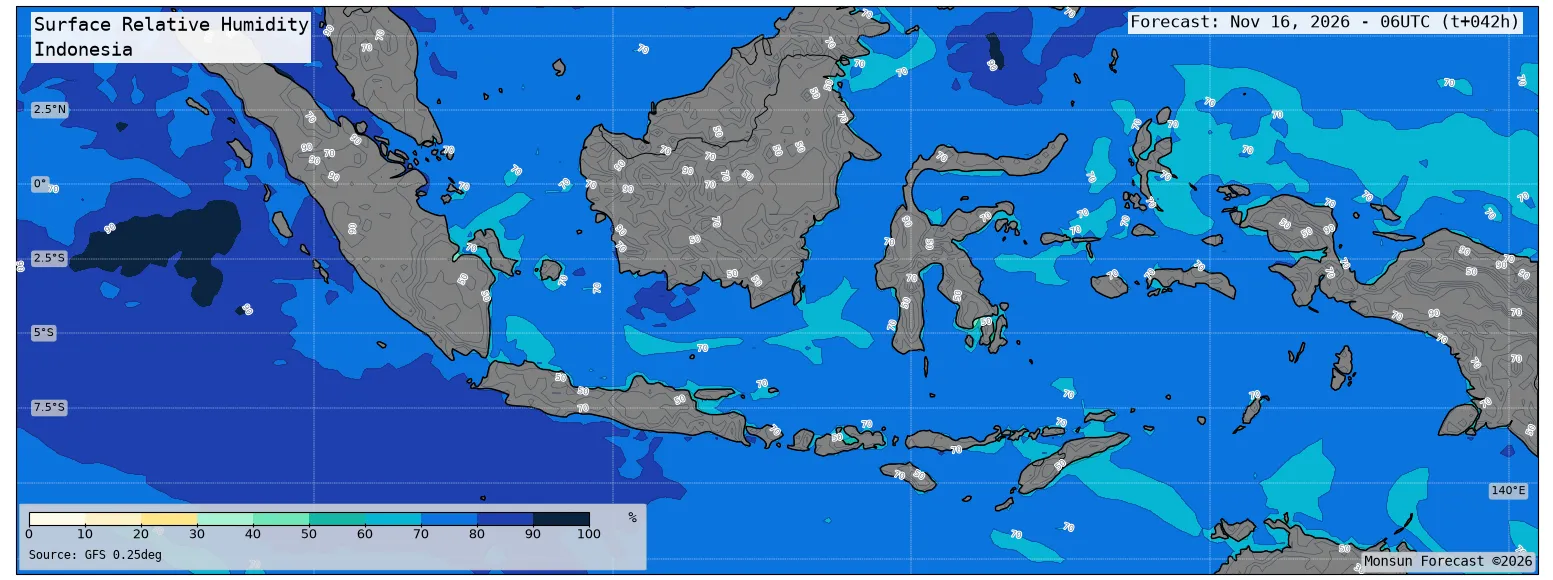 Surface Relative Humidity
Indonesia
Forecast: Nov 16, 2026 - 06UTC (t+042h)
2.5°N
0°
2.5°S
5°S
7.5°S
140°E
0 10 20 30 40 50 60 70 80 90 100
%
Source: GFS 0.25deg
Monsun Forecast ©2026